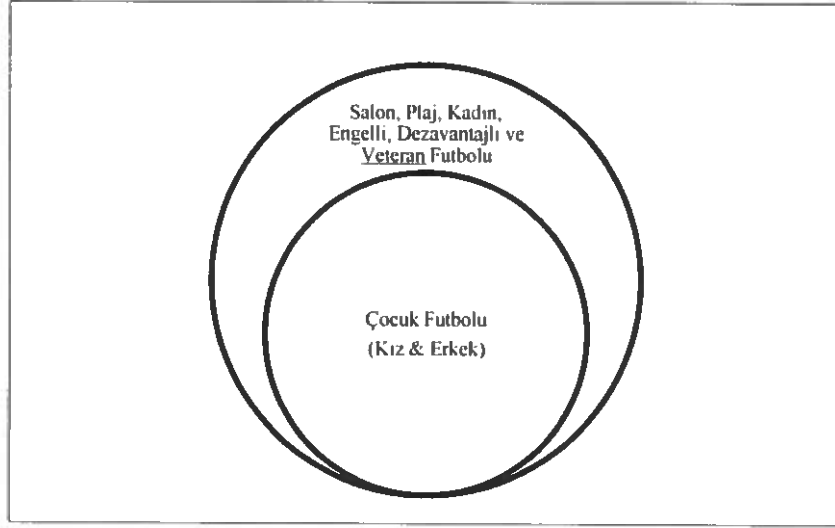 Salon, Plaj, Kadın,
Engelli, Dezavantajlı ve
Veteran Futbolu
Çocuk Futbolu
(Kız & Erkek)